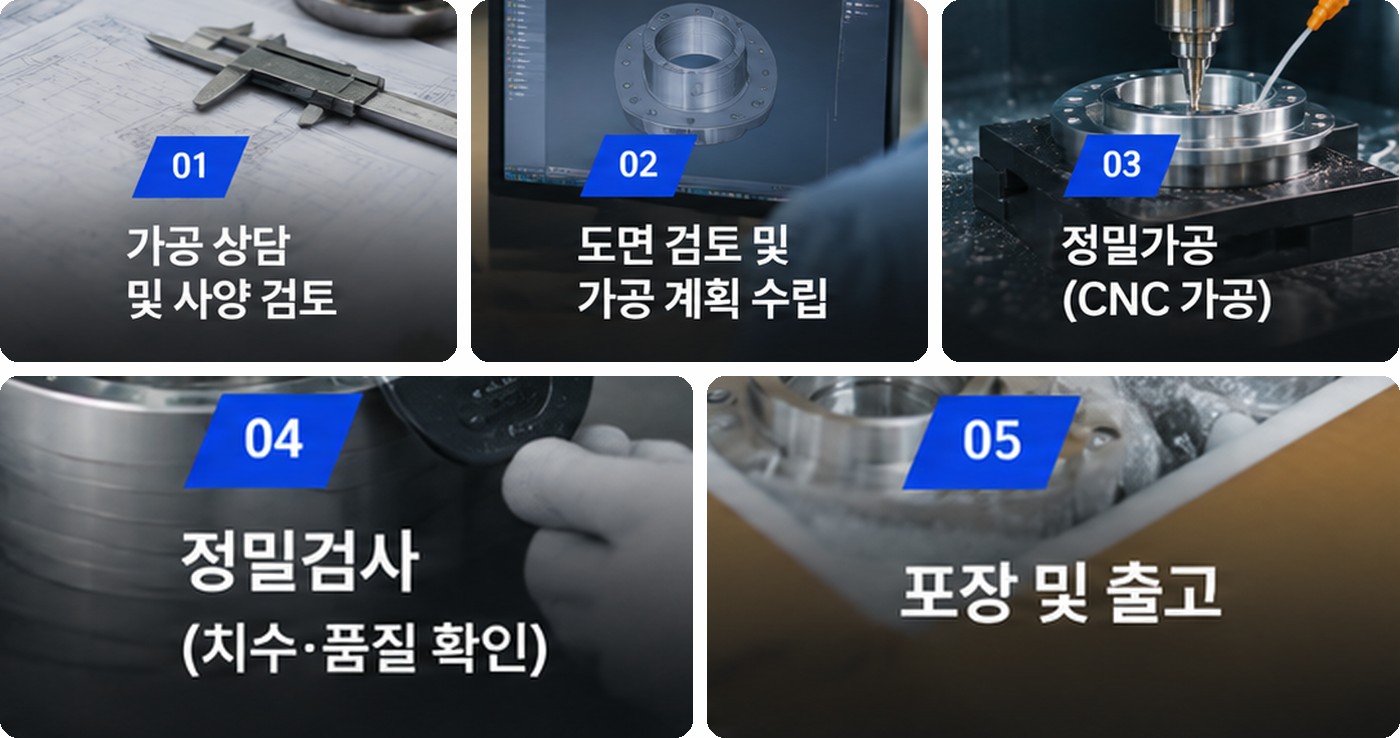 01
가공 상담
및 사양 검토
02
도면 검토 및
가공 계획 수립
03
정밀가공
(CNC 가공)
04
정밀검사
(치수·품질 확인)
05
포장 및 출고